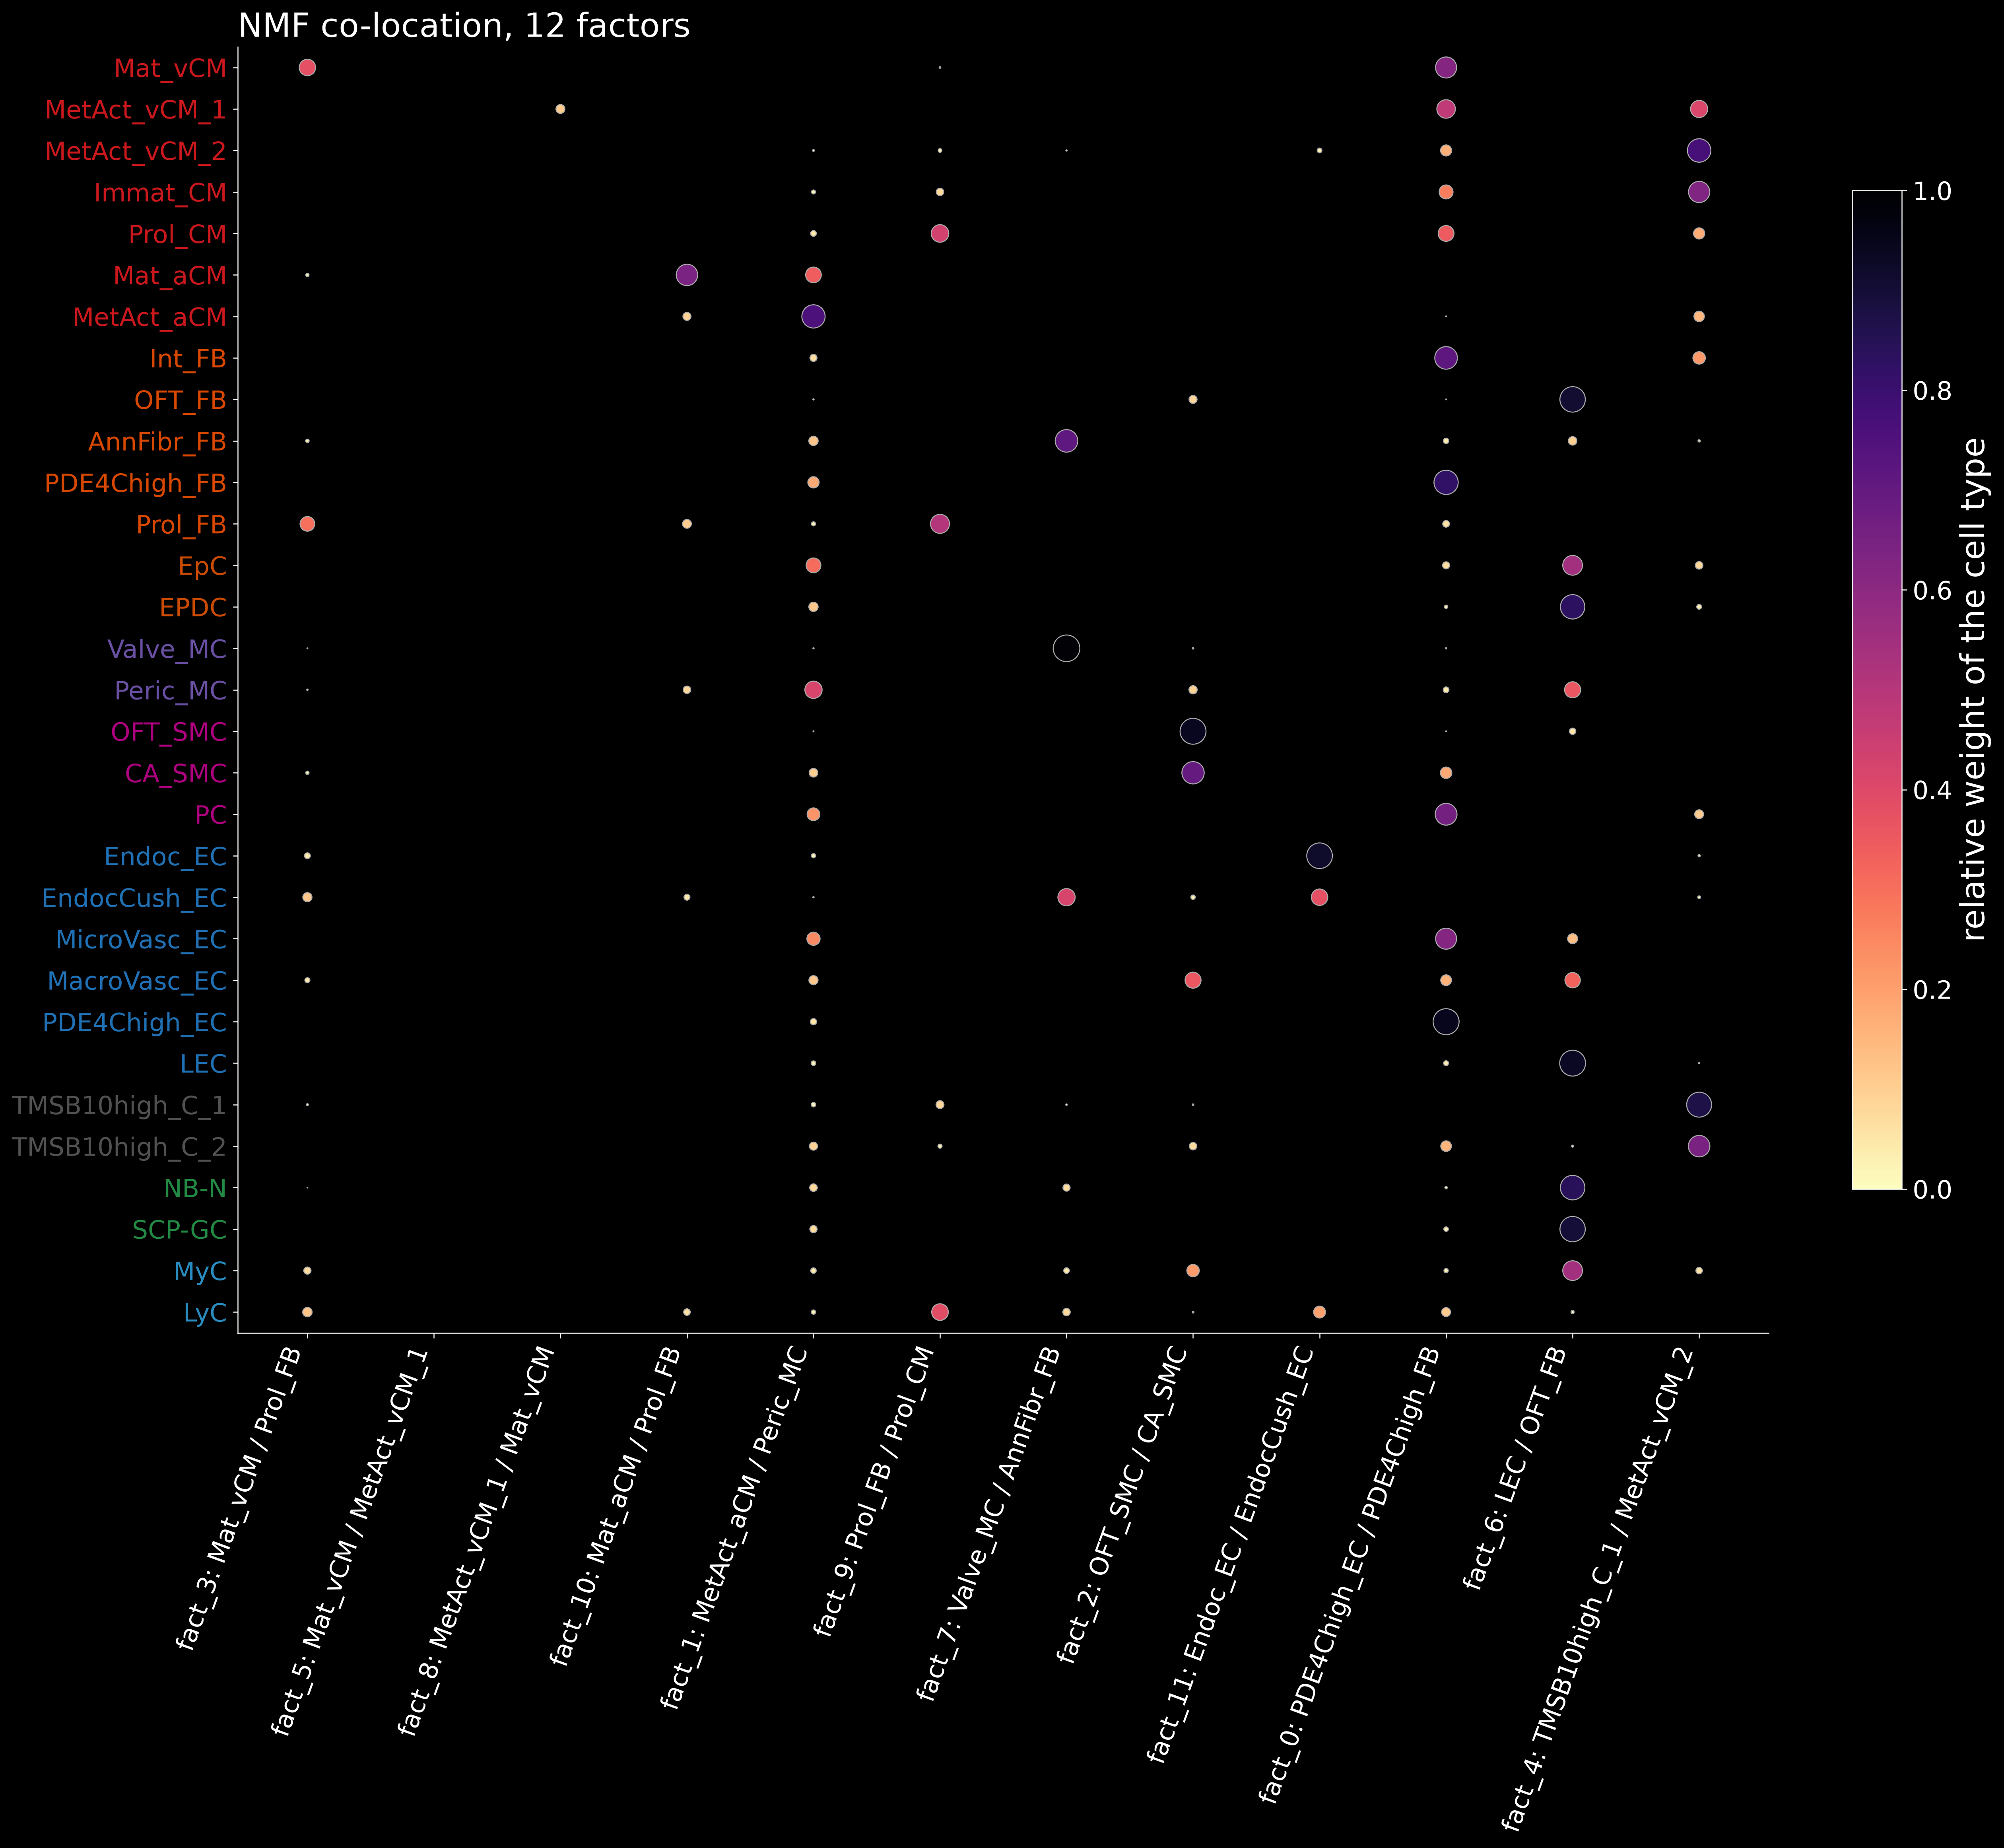 NMF co-location, 12 factors
Mat_vCM
MetAct_vCM_1
MetAct_vCM_2
Immat_CM
Prol_CM
Mat_aCM
MetAct_aCM
Int_FB
OFT_FB
AnnFibr_FB
PDE4Chigh_FB
Prol_FB
EpC
EPDC
Valve_MC
Peric_MC
OFT_SMC
CA_SMC
PC
Endoc_EC
EndocCush_EC
MicroVasc_EC
MacroVasc_EC
PDE4Chigh_EC
LEC
TMSB10high_C_1
TMSB10high_C_2
NB-N
SCP-GC
MyC
LyC
fact_3: Mat_vCM / Prol_FB
fact_5: Mat_vCM / MetAct_vCM_1
fact_8: MetAct_vCM_1 / Mat_vCM
fact_10: Mat_aCM / Prol_FB
fact_1: MetAct_aCM / Peric_MC
fact_9: Prol_FB / Prol_CM
fact_7: Valve_MC / AnnFibr_FB
fact_2: OFT_SMC / CA_SMC
fact_11: Endoc_EC / EndocCush_EC
fact_0: PDE4Chigh_EC / PDE4Chigh_FB
fact_6: LEC / OFT_FB
fact_4: TMSB10high_C_1 / MetAct_vCM_2
1.0
0.8
0.6
0.4
0.2
0.0
relative weight of the cell type